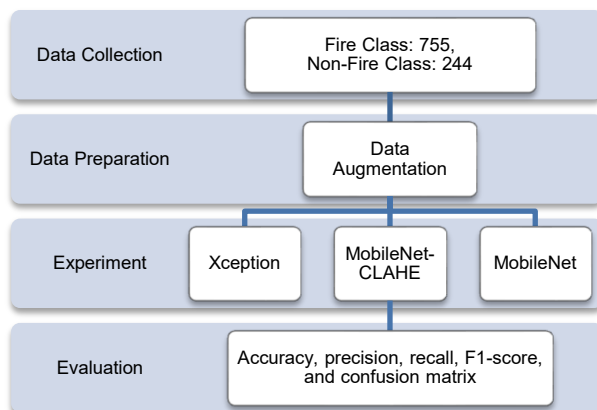 Data Collection
Fire Class: 755,
Non-Fire Class: 244
Data Preparation
Data
Augmentation
Experiment
Xception
MobileNet-
CLAHE
MobileNet
Evaluation
Accuracy, precision, recall, F1-score,
and confusion matrix